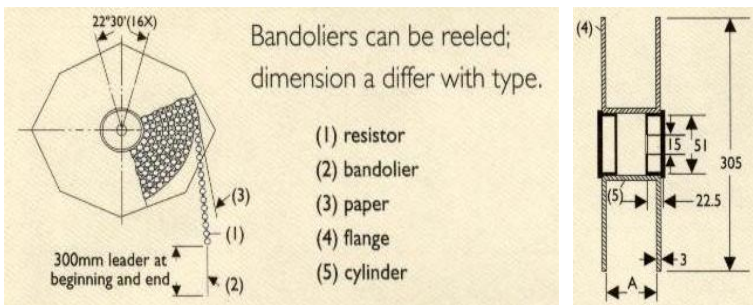 22°30'(16X)
Bandoliers can be reeled;
dimension a differ with type.
(1) resistor
(2) bandolier
(3) paper
(4) flange
(5) cylinder
(3)
(1)
300mm leader at
beginning and end
(2)
(4)
15
51
305
(5)
22.5
3
A